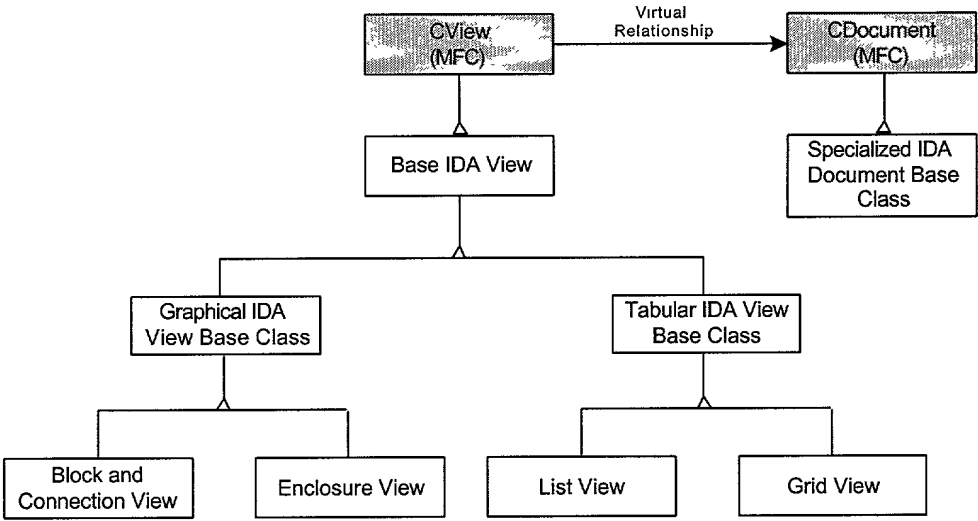 CView
(MFC)
Virtual
Relationship
CDocument
(MFC)
Base IDA View
Specialized IDA
Document Base
Class
Graphical IDA
View Base Class
Tabular IDA View
Base Class
Block and
Connection View
Enclosure View
List View
Grid View